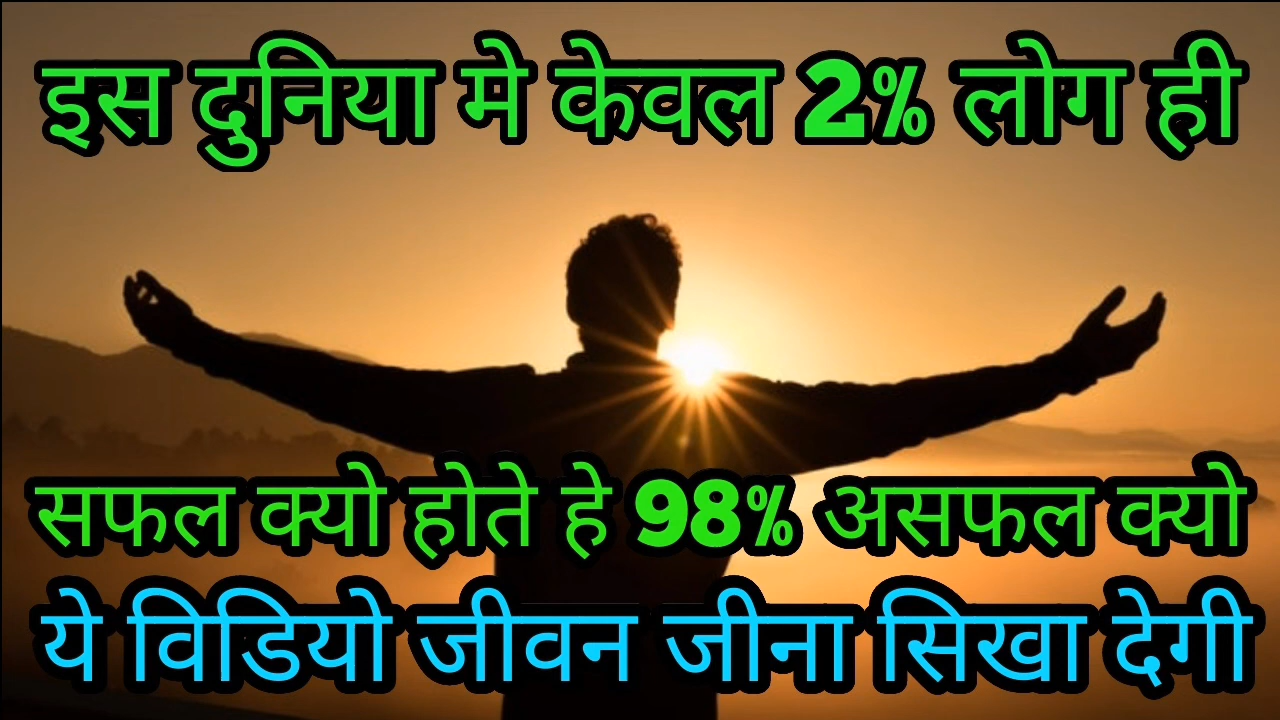 इस दुनिया मे केवल 2% लोग ही
सफल क्यो होते हे 98% असफल क्यो
ये विडियो जीवन जीना सिखा देगी